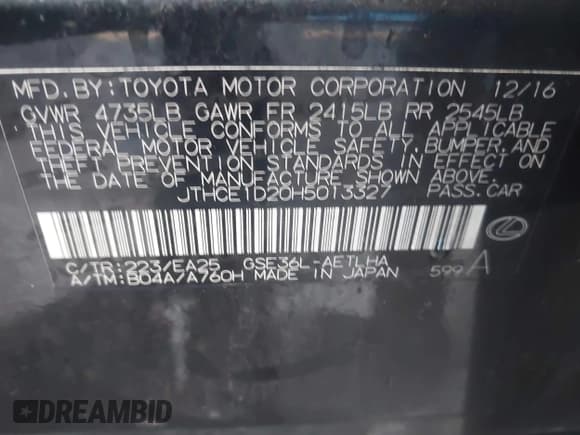 MFD.BY:TOYOTA MOTOR CORPORATION 12/16
GVWR 4735LB GAWR FR 2415LB RR 2545LB
THIS VEHICLE CONFORMS TO ALL APPLICABLE
FEDERAL MOTOR VEHICLE SAFETY,BUMPER,AND
THEFT PREVENTION STANDARDS IN EFFECT ON
THE DATE OF MANUFACTURE SHOWN ABOVE.
JTHCE1D20H5013327 PASS.CAR
C/TR:223/EA25 GSE36L-AETLHA
A/TM:B04A/A760H MADE IN JAPAN 599 A
DREAMBID